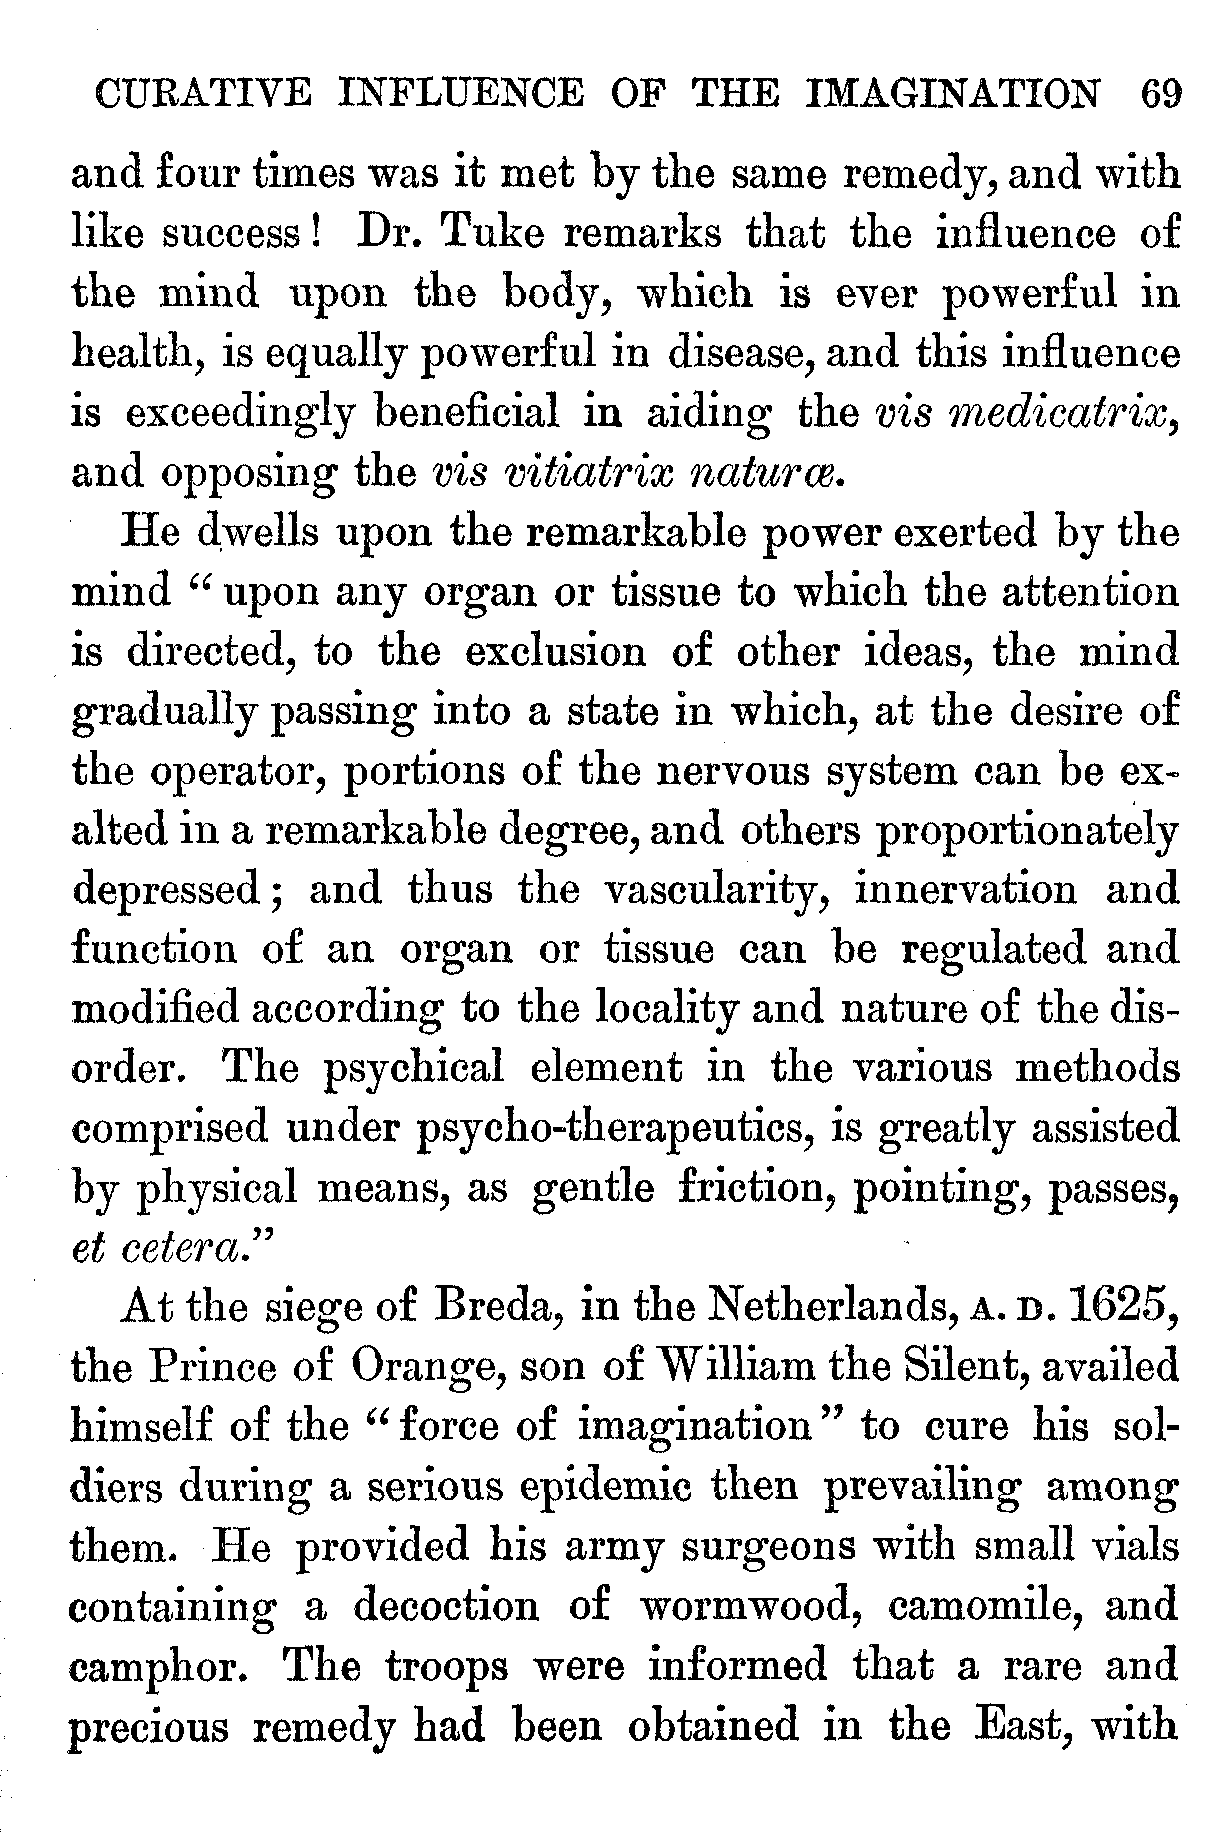 CURATIVE INFLUENCE OF THE IMAGINATION 69
and four times was it met by the same remedy, and with
like success! Dr. Tuke remarks that the influence of
the mind upon the body, which is ever powerful in
health, is equally powerful in disease, and this influence
is exceedingly beneficial in aiding the vis medicatrix,
and opposing the vis vitiatrix naturæ.
He dwells upon the remarkable power exerted by the
mind “upon any organ or tissue to which the attention
is directed, to the exclusion of other ideas, the mind
gradually passing into a state in which, at the desire of
the operator, portions of the nervous system can be ex-
alted in a remarkable degree, and others proportionately
depressed; and thus the vascularity, innervation and
function of an organ or tissue can be regulated and
modified according to the locality and nature of the dis-
order. The psychical element in the various methods
comprised under psycho-therapeutics, is greatly assisted
by physical means, as gentle friction, pointing, passes,
et cetera.”
At the siege of Breda, in the Netherlands, A. D. 1625,
the Prince of Orange, son of William the Silent, availed
himself of the “force of imagination” to cure his sol-
diers during a serious epidemic then prevailing among
them. He provided his army surgeons with small vials
containing a decoction of wormwood, camomile, and
camphor. The troops were informed that a rare and
precious remedy had been obtained in the East, with